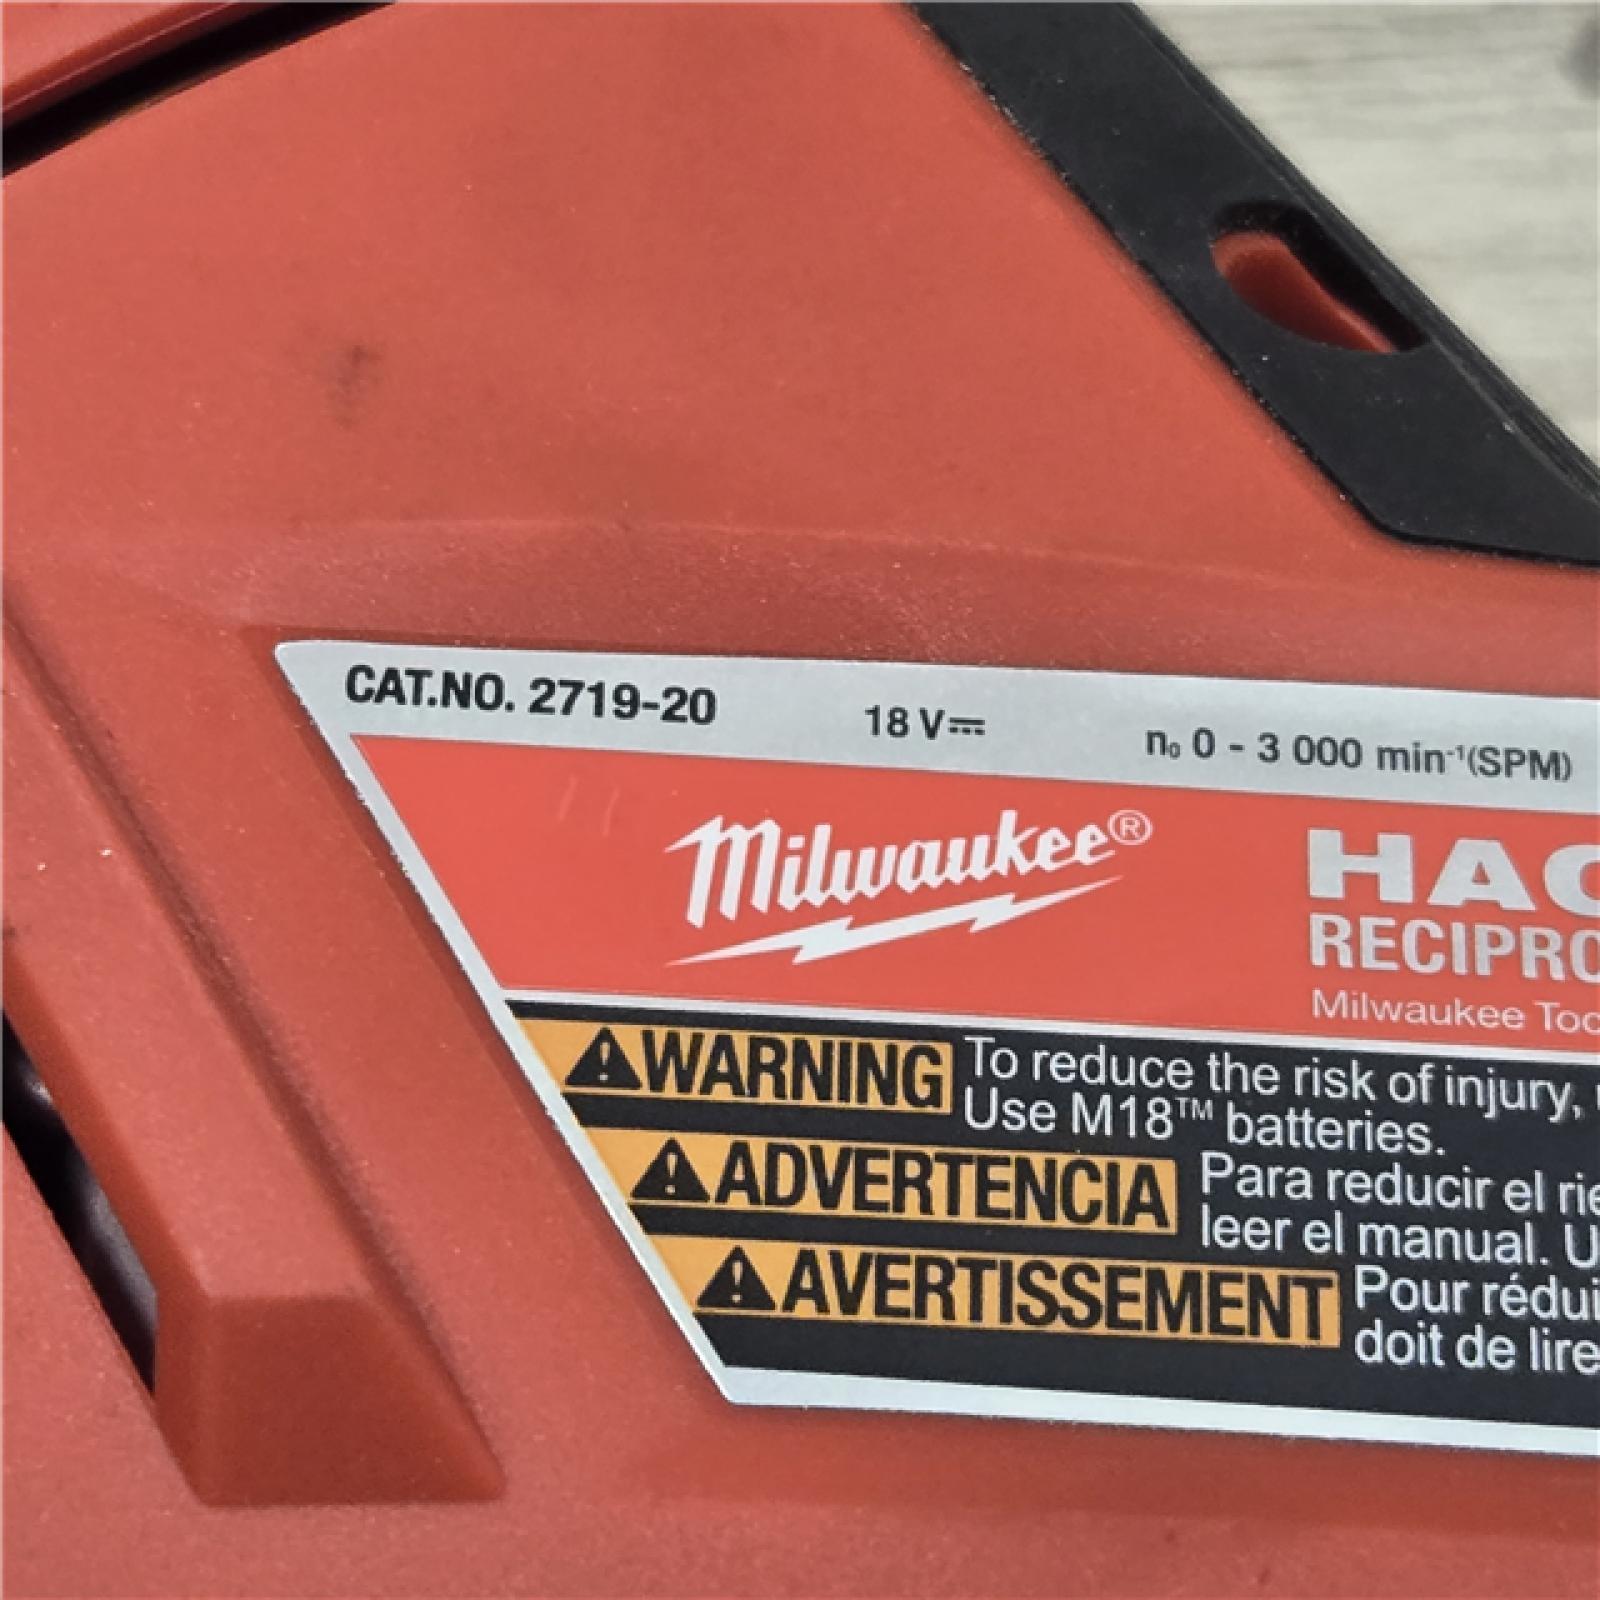 CAT.NO. 2719-20 18 V⎓ n₀ 0 - 3 000 min⁻¹(SPM)
Milwaukee®
HAC
RECIPRO
Milwaukee Too
WARNING To reduce the risk of injury,
Use M18™ batteries.
ADVERTENCIA Para reducir el rie
leer el manual. U
AVERTISSEMENT Pour rédui
doit de lire